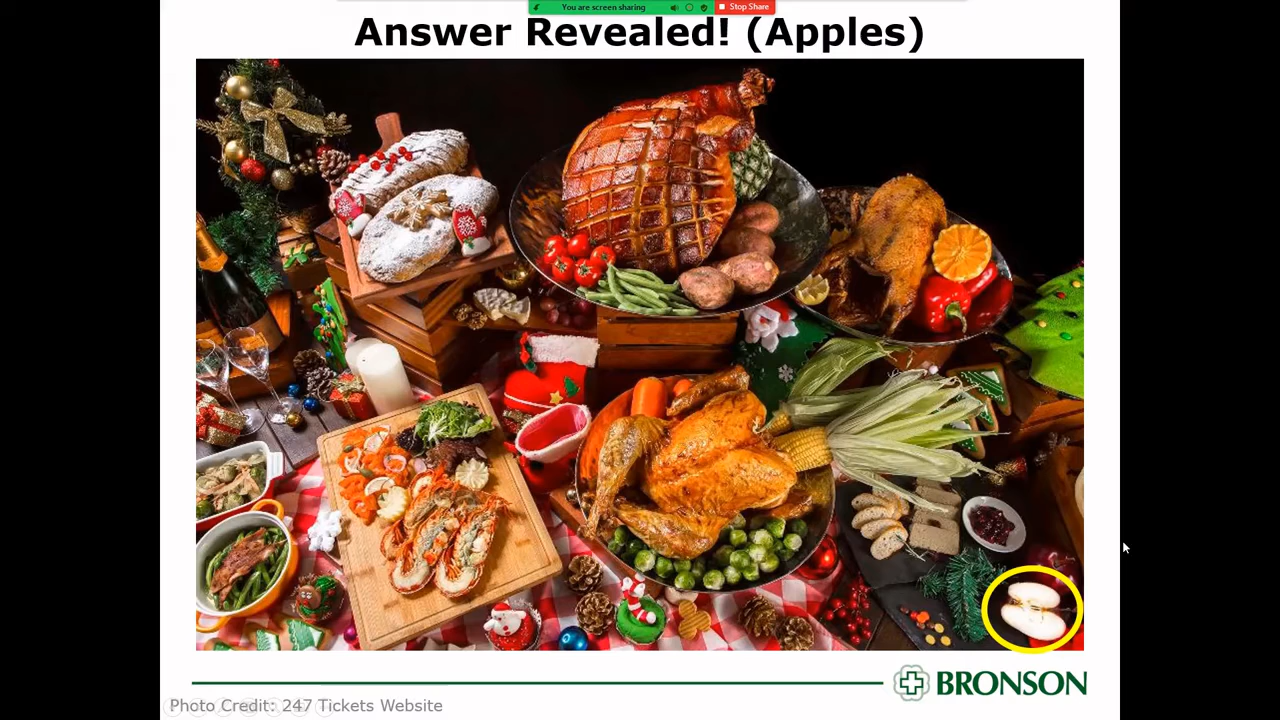 You are screen sharing
Stop Share
Answer Revealed! (Apples)
BRONSON
Photo Credit: 247 Tickets Website